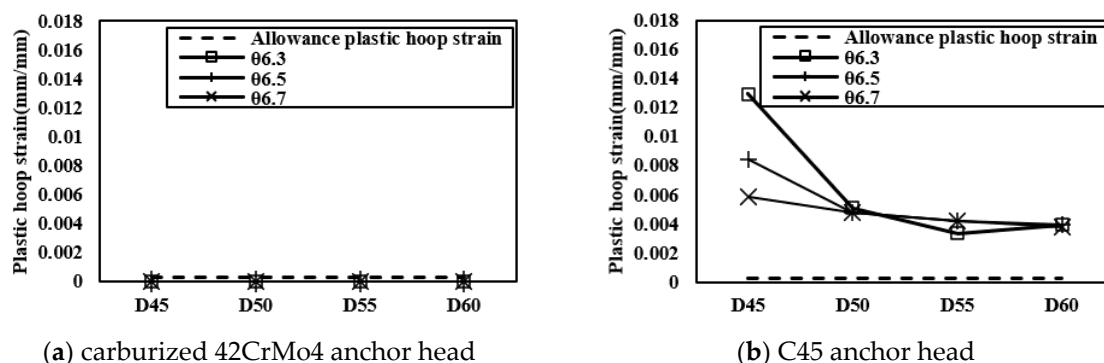 0.018
0.016
0.014
0.012
0.01
0.008
0.006
0.004
0.002
0
Plastic hoop strain(mm/mm)
Allowance plastic hoop strain
θ6.3
θ6.5
θ6.7
D45 D50 D55 D60
(a) carburized 42CrMo4 anchor head
0.018
0.016
0.014
0.012
0.01
0.008
0.006
0.004
0.002
0
Plastic hoop strain(mm/mm)
Allowance plastic hoop strain
θ6.3
θ6.5
θ6.7
D45 D50 D55 D60
(b) C45 anchor head